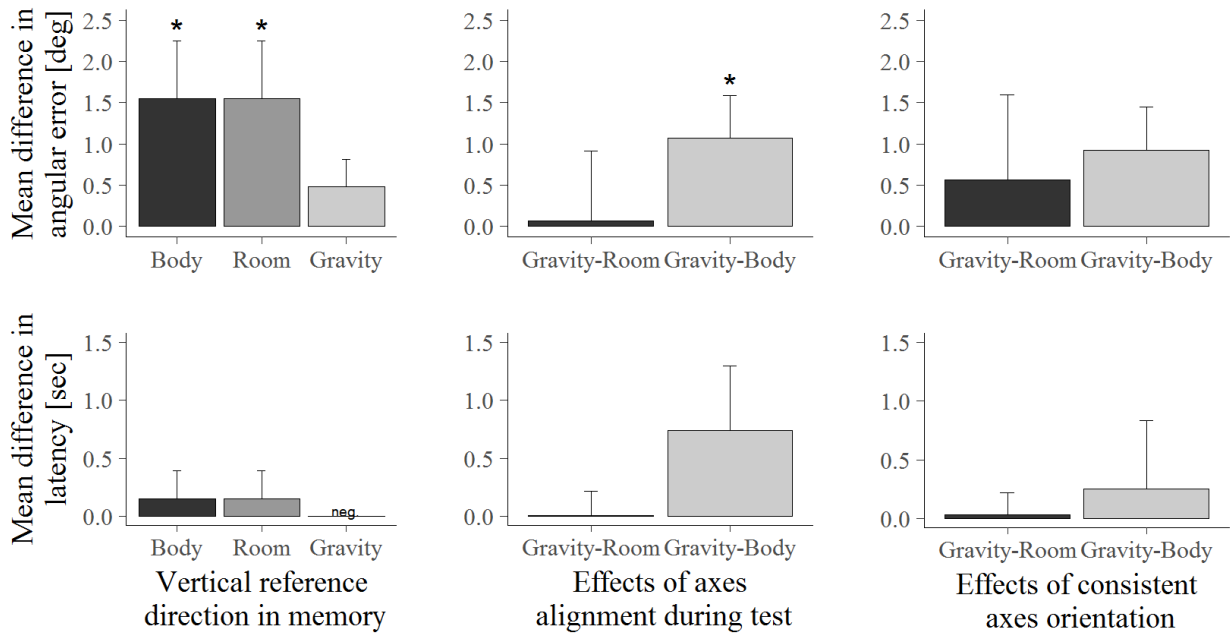 Mean difference in
angular error [deg]
2.5
2.0
1.5
1.0
0.5
0.0
*
*
Body
Room
Gravity
2.5
2.0
1.5
1.0
0.5
0.0
*
Gravity-Room
Gravity-Body
2.5
2.0
1.5
1.0
0.5
0.0
Gravity-Room
Gravity-Body
Mean difference in
latency [sec]
1.5
1.0
0.5
0.0
neg.
Body
Room
Gravity
Vertical reference
direction in memory
1.5
1.0
0.5
0.0
Gravity-Room
Gravity-Body
Effects of axes
alignment during test
1.5
1.0
0.5
0.0
Gravity-Room
Gravity-Body
Effects of consistent
axes orientation